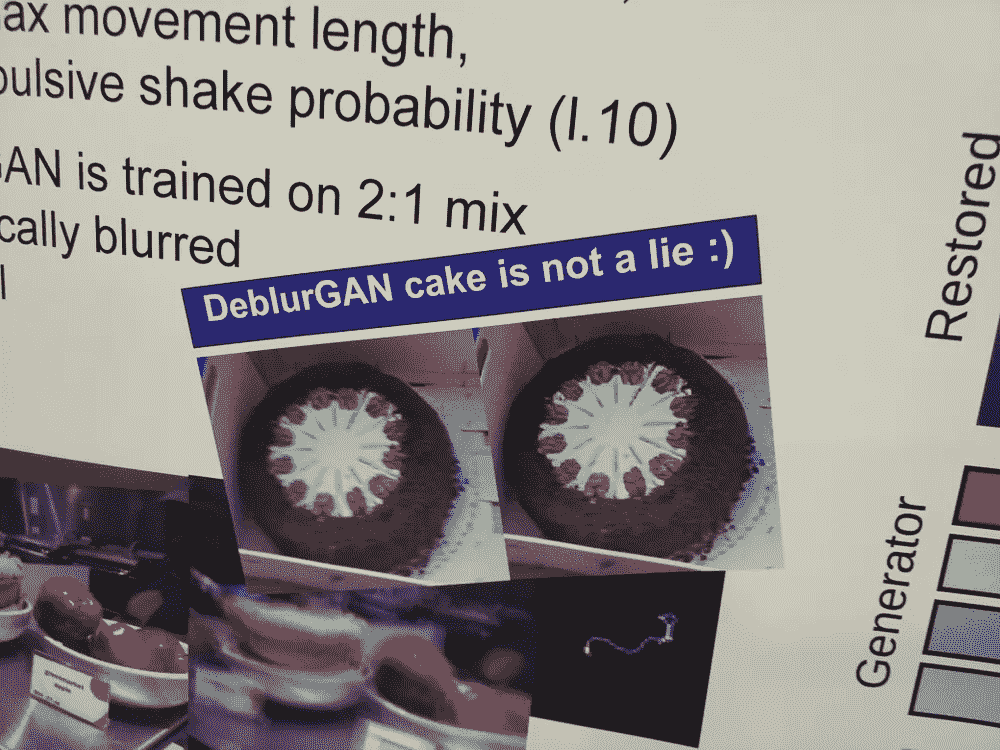 ax movement length,
pulsive shake probability (l.10)
GAN is trained on 2:1 mix
cally blurred
l
DeblurGAN cake is not a lie :)
Restored
Generator